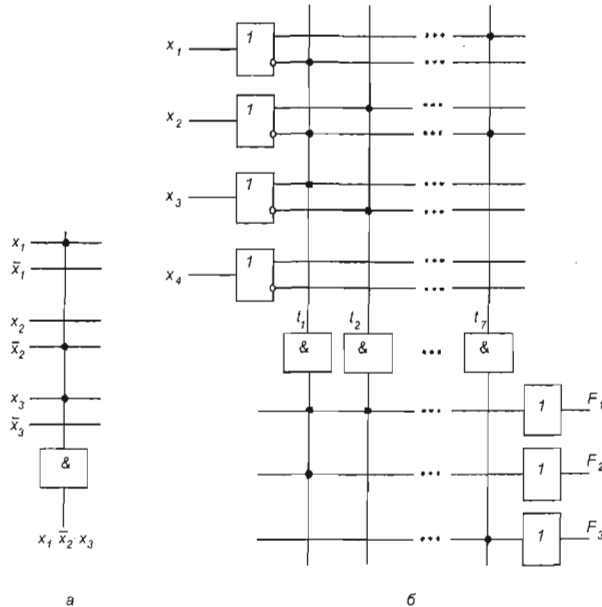 x₁ 1 •••
•••
x₂ 1 •••
•••
x₃ 1 •••
•••
x₄ 1 •••
•••
x₁
x̄₁
x₂
x̄₂
x₃
x̄₃
&
x₁ x̄₂ x₃
t₁ t₂ t₇
& & ••• &
••• 1 F₁
••• 1 F₂
••• 1 F₃
а б